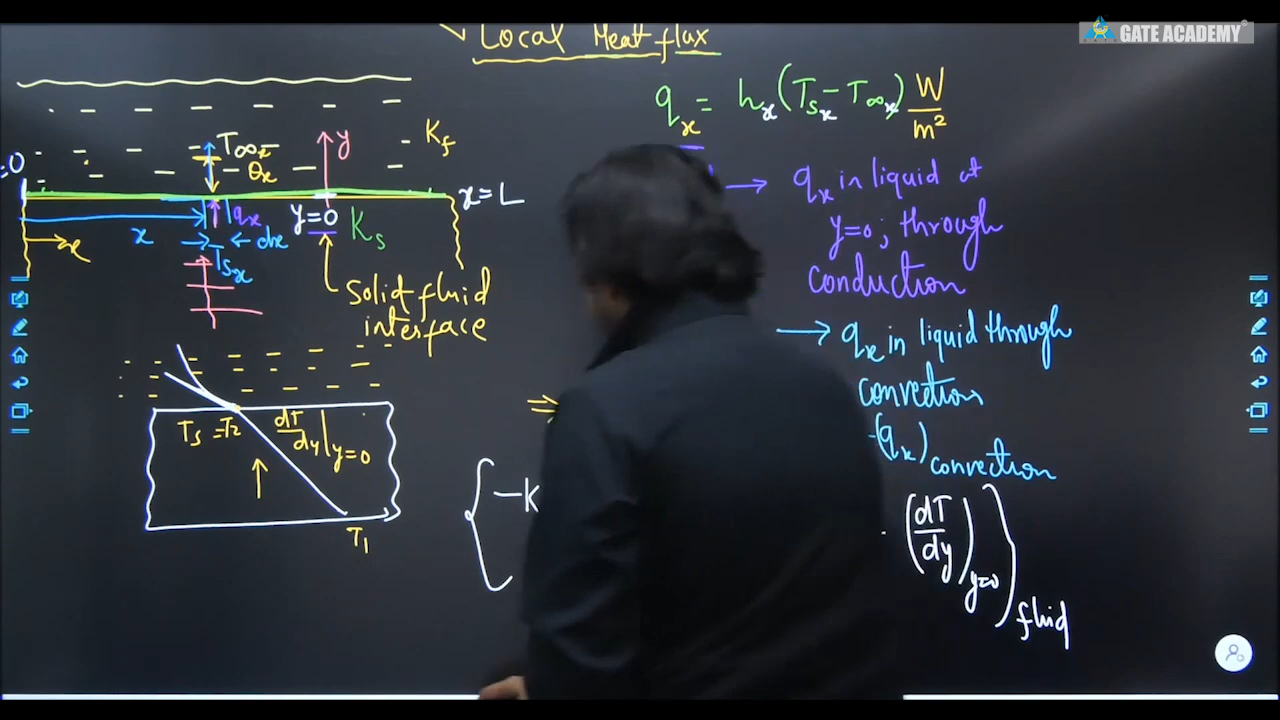 Local Heat flux
GATE ACADEMY
qx = hx (Tsx − T∞x) W/m²
T∞x
θx
Kf
y
=0
x = L
qx
y=0
Ks
x
dx
x
Tsx
Solid fluid
interface
→ qx in liquid at
y=0; through
conduction
→ qx in liquid through
convection
(qx) convection
Ts = T2
dT/dy|y=0
T1
⇒
{ −K
(dT/dy)y=0 } fluid